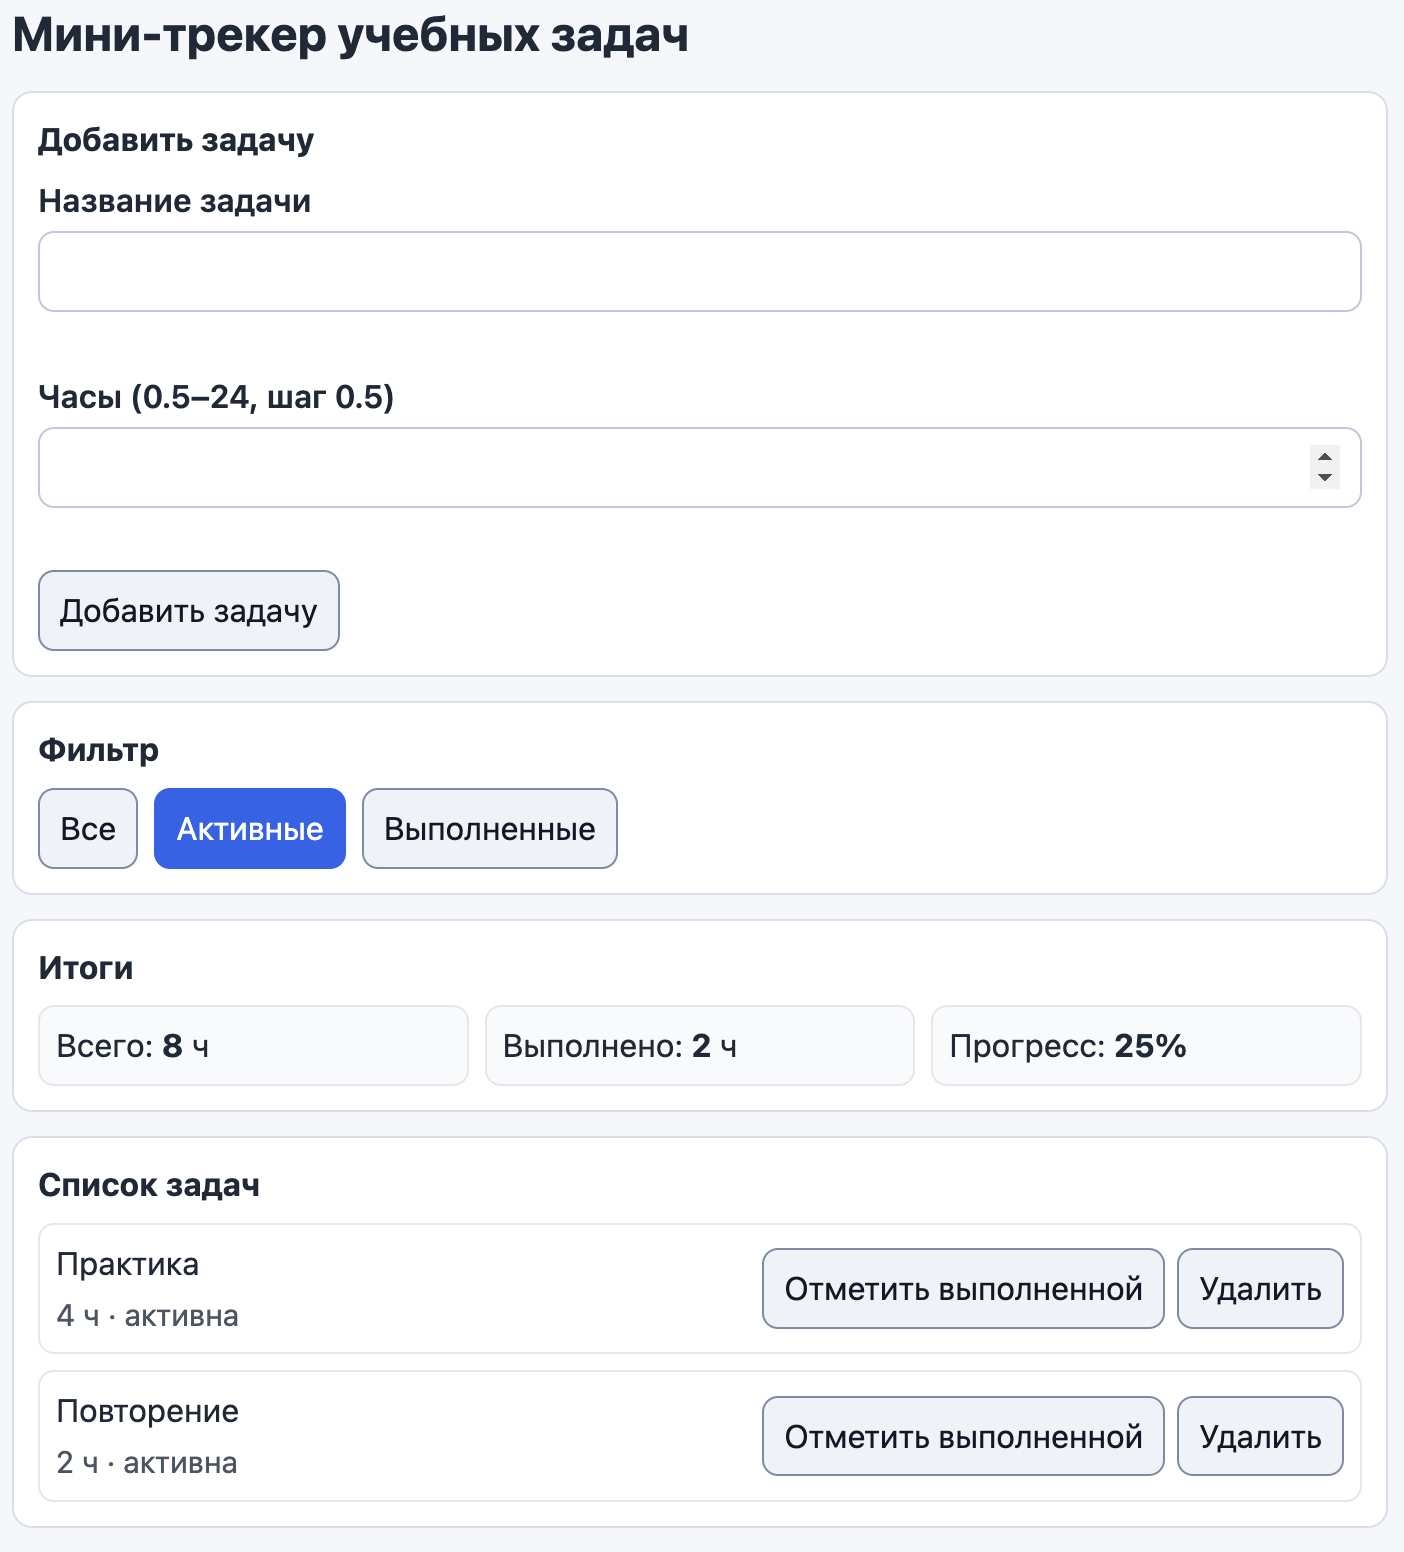 Мини-трекер учебных задач
Добавить задачу
Название задачи
Часы (0.5–24, шаг 0.5)
Добавить задачу
Фильтр
Все Активные Выполненные
Итоги
Всего: 8 ч Выполнено: 2 ч Прогресс: 25%
Список задач
Практика
4 ч · активна
Отметить выполненной Удалить
Повторение
2 ч · активна
Отметить выполненной Удалить